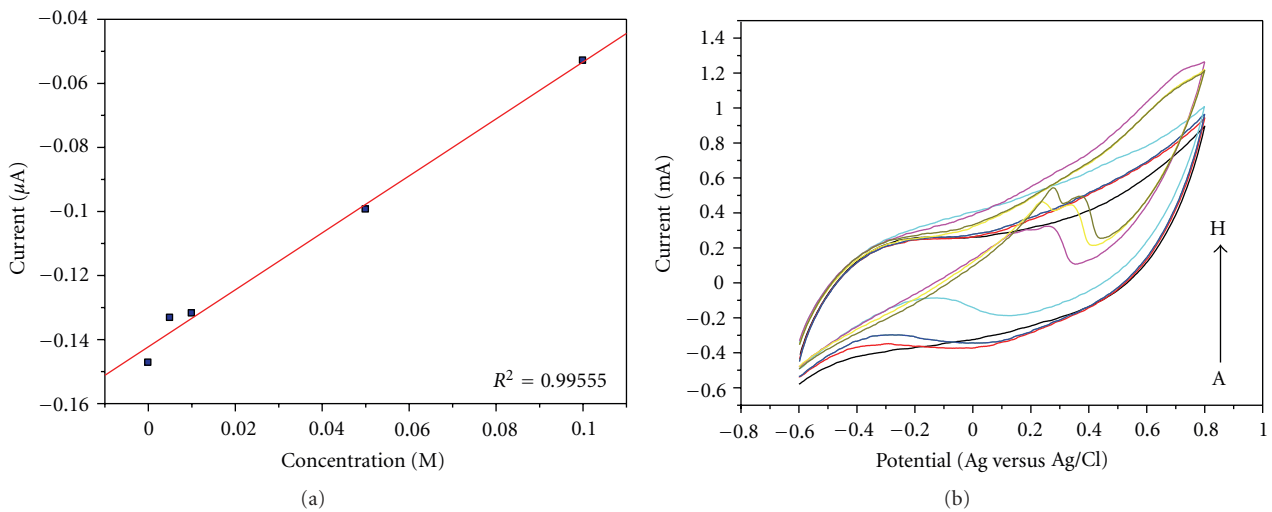 −0.04
−0.06
−0.08
−0.1
−0.12
−0.14
−0.16
Current (μA)
R² = 0.99555
0 0.02 0.04 0.06 0.08 0.1
Concentration (M)
(a)
1.4
1.2
1
0.8
0.6
0.4
0.2
0
−0.2
−0.4
−0.6
Current (mA)
H
A
−0.8 −0.6 −0.4 −0.2 0 0.2 0.4 0.6 0.8 1
Potential (Ag versus Ag/Cl)
(b)